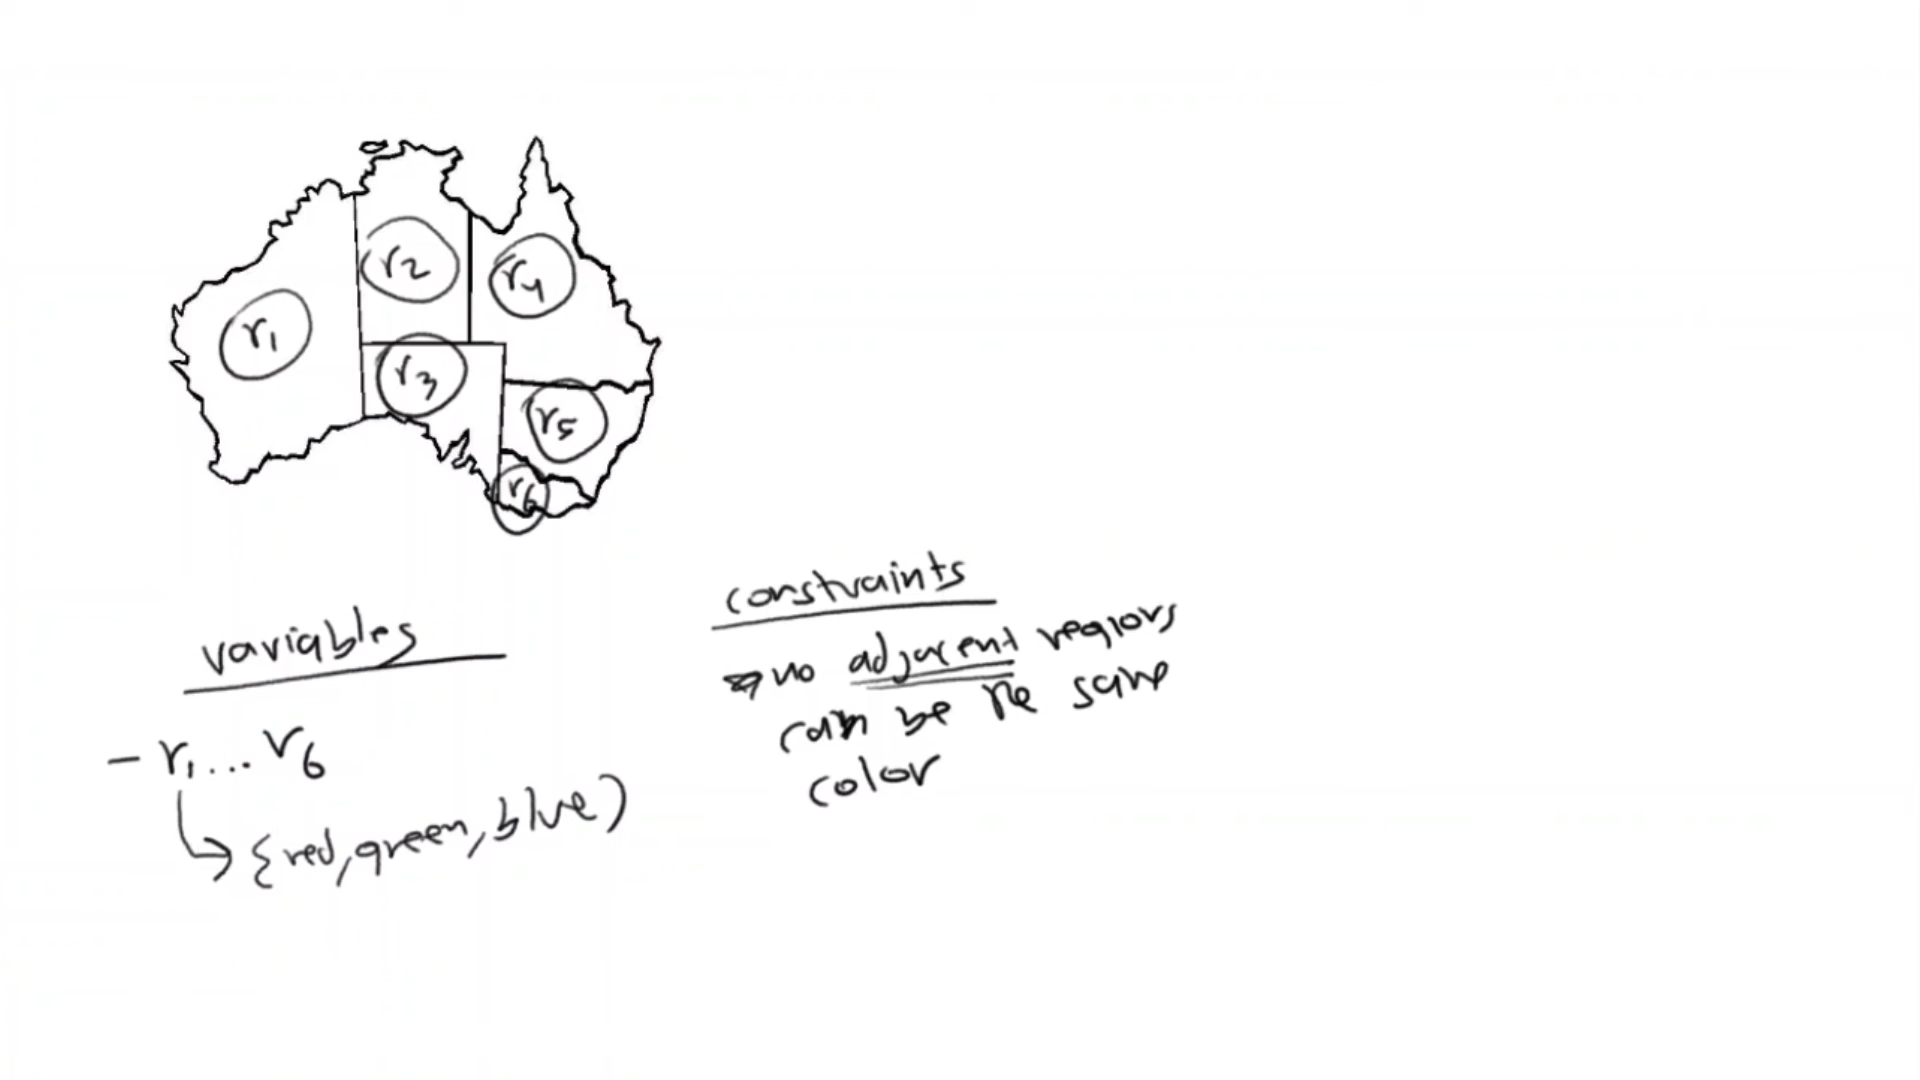 r1
r2
r3
r4
r5
r6
variables
- r1...r6
{red, green, blue)
constraints
no adjacent regions
can be the same
color